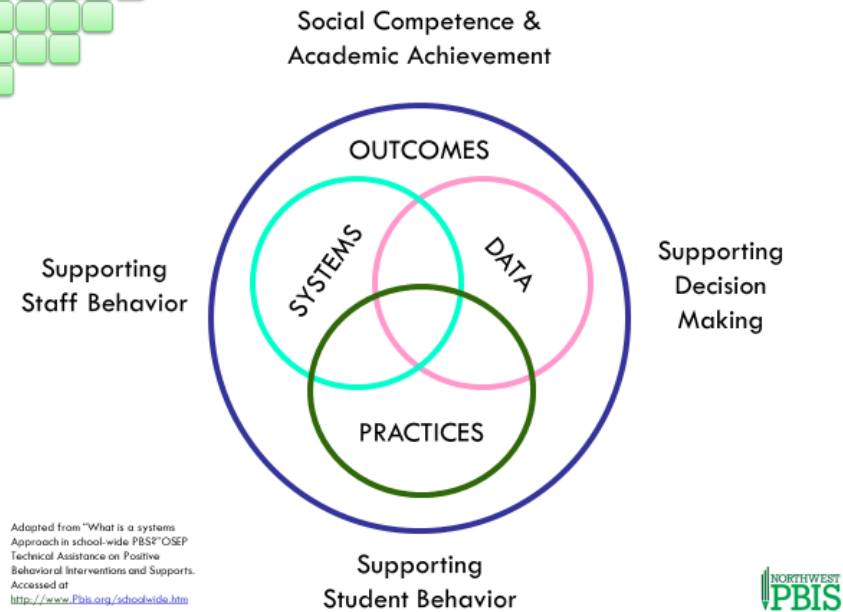 Social Competence &
Academic Achievement
OUTCOMES
SYSTEMS
DATA
Supporting
Staff Behavior
Supporting
Decision
Making
PRACTICES
Adapted from "What is a systems
Approach in school-wide PBS?"OSEP
Technical Assistance on Positive
Behavioral Interventions and Supports.
Accessed at
http://www.Pbis.org/schoolwide.htm
Supporting
Student Behavior
NORTHWEST
PBIS